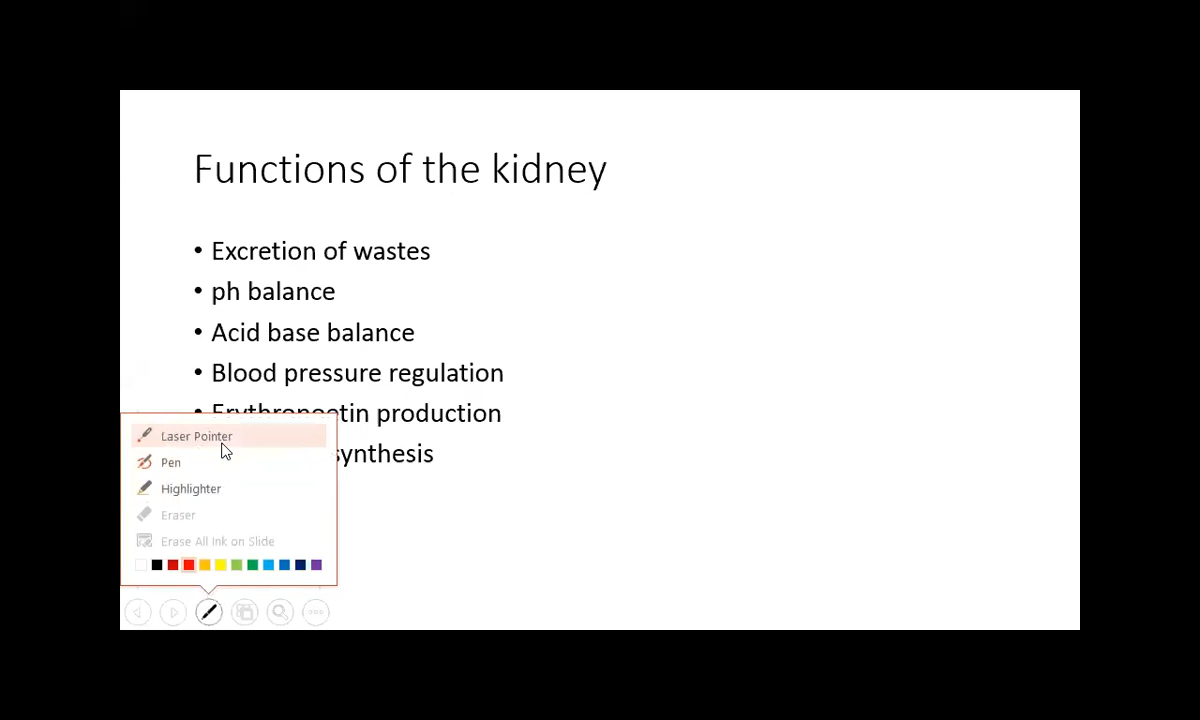 Functions of the kidney
• Excretion of wastes
• ph balance
• Acid base balance
• Blood pressure regulation
• Erythropoetin production
synthesis
Laser Pointer
Pen
Highlighter
Eraser
Erase All Ink on Slide